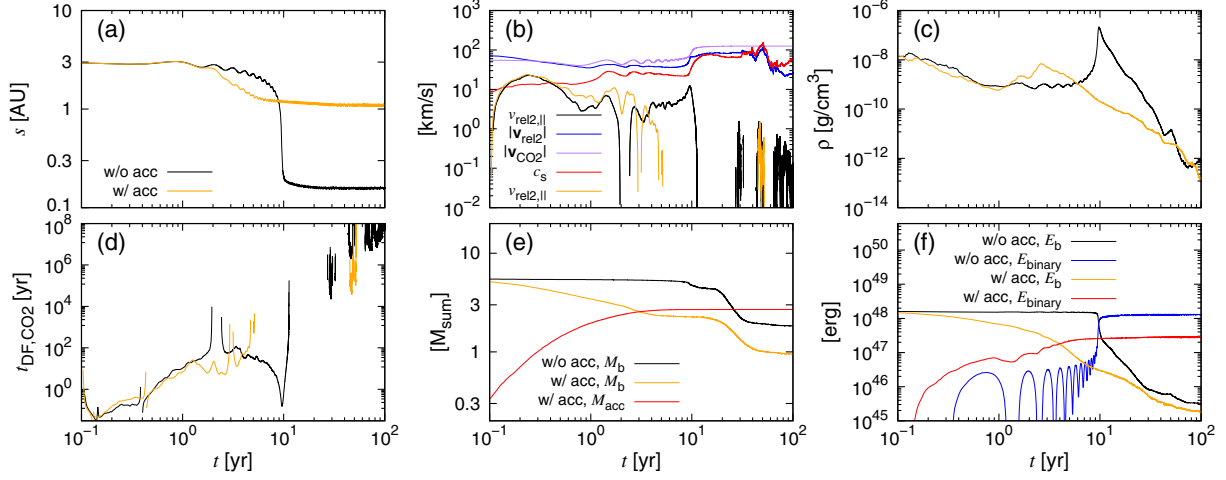 (a)
s [AU]
3
1
0.3
0.1
w/o acc
w/ acc
(b)
[km/s]
10³
10²
10¹
10⁰
10⁻¹
10⁻²
v_rel2,||
|v_rel2|
|v_CO2|
c_s
v_rel2,||
(c)
ρ [g/cm³]
10⁻⁶
10⁻⁸
10⁻¹⁰
10⁻¹²
10⁻¹⁴
(d)
t_DF,CO2 [yr]
10⁸
10⁶
10⁴
10²
10⁰
10⁻¹ 10⁰ 10¹ 10²
t [yr]
(e)
[M_sum]
10
3
1
0.3
w/o acc, M_b
w/ acc, M_b
w/ acc, M_acc
10⁻¹ 10⁰ 10¹ 10²
t [yr]
(f)
[erg]
10⁵⁰
10⁴⁹
10⁴⁸
10⁴⁷
10⁴⁶
10⁴⁵
w/o acc, E_b
w/o acc, E_binary
w/ acc, E_b
w/ acc, E_binary
10⁻¹ 10⁰ 10¹ 10²
t [yr]